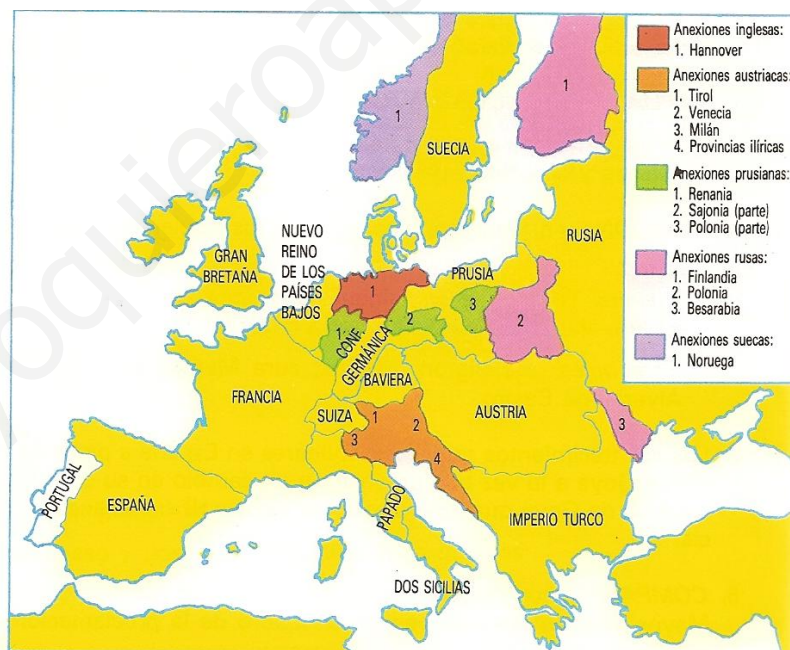 Anexiones inglesas:
1. Hannover
Anexiones austriacas:
1. Tirol
2. Venecia
3. Milán
4. Provincias ilíricas
Anexiones prusianas:
1. Renania
2. Sajonia (parte)
3. Polonia (parte)
Anexiones rusas:
1. Finlandia
2. Polonia
3. Besarabia
Anexiones suecas:
1. Noruega
1
1
SUECIA
RUSIA
GRAN
BRETAÑA
NUEVO
REINO
DE LOS
PAÍSES
BAJOS
PRUSIA
1
1
CONF.
GERMÁNICA
2
3
2
BAVIERA
FRANCIA
SUIZA
AUSTRIA
1
2
3
4
3
PORTUGAL
ESPAÑA
PAPADO
IMPERIO TURCO
DOS SICILIAS